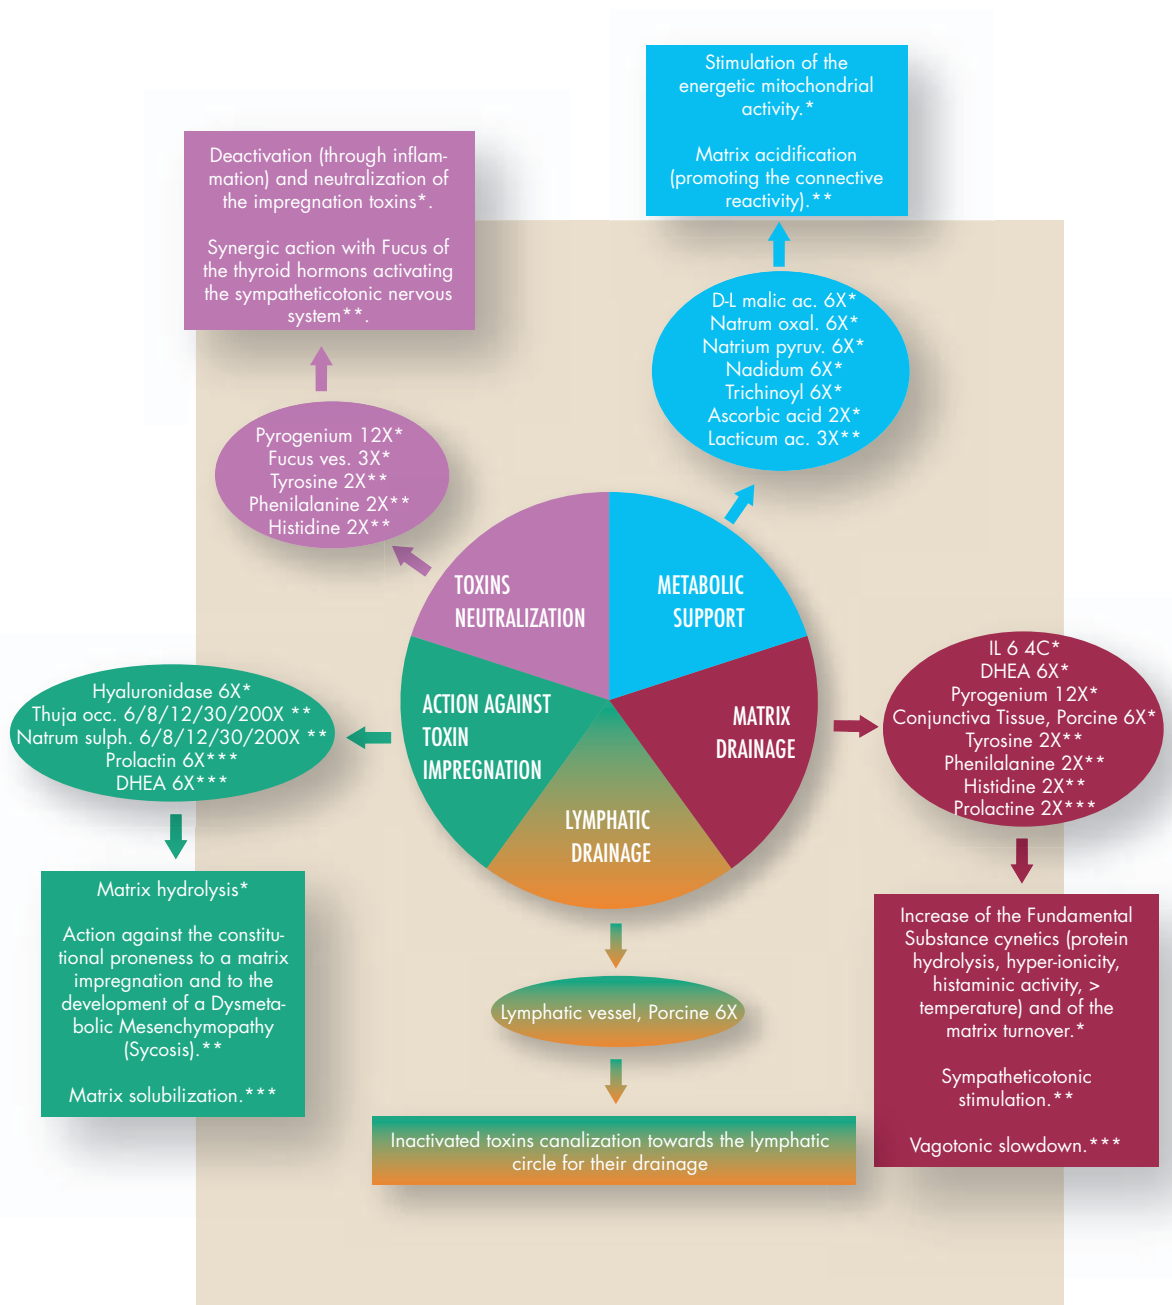 Stimulation of the
energetic mitochondrial
activity.*
Matrix acidification
(promoting the connective
reactivity).**
Deactivation (through inflam-
mation) and neutralization of
the impregnation toxins*.
Synergic action with Fucus of
the thyroid hormons activating
the sympatheticotonic nervous
system**.
D-L malic ac. 6X*
Natrum oxal. 6X*
Natrium pyruv. 6X*
Nadidum 6X*
Trichinoyl 6X*
Ascorbic acid 2X*
Lacticum ac. 3X**
Pyrogenium 12X*
Fucus ves. 3X*
Tyrosine 2X**
Phenilalanine 2X**
Histidine 2X**
TOXINS
NEUTRALIZATION
METABOLIC
SUPPORT
ACTION AGAINST
TOXIN
IMPREGNATION
MATRIX
DRAINAGE
LYMPHATIC
DRAINAGE
Hyaluronidase 6X*
Thuja occ. 6/8/12/30/200X **
Natrum sulph. 6/8/12/30/200X **
Prolactin 6X***
DHEA 6X***
IL 6 4C*
DHEA 6X*
Pyrogenium 12X*
Conjunctiva Tissue, Porcine 6X*
Tyrosine 2X**
Phenilalanine 2X**
Histidine 2X**
Prolactine 2X***
Matrix hydrolysis*
Action against the constitu-
tional proneness to a matrix
impregnation and to the
development of a Dysmeta-
bolic Mesenchymopathy
(Sycosis).**
Matrix solubilization.***
Increase of the Fundamental
Substance cynetics (protein
hydrolysis, hyper-ionicity,
histaminic activity, >
temperature) and of the
matrix turnover.*
Sympatheticotonic
stimulation.**
Vagotonic slowdown.***
Lymphatic vessel, Porcine 6X
Inactivated toxins canalization towards the lymphatic
circle for their drainage